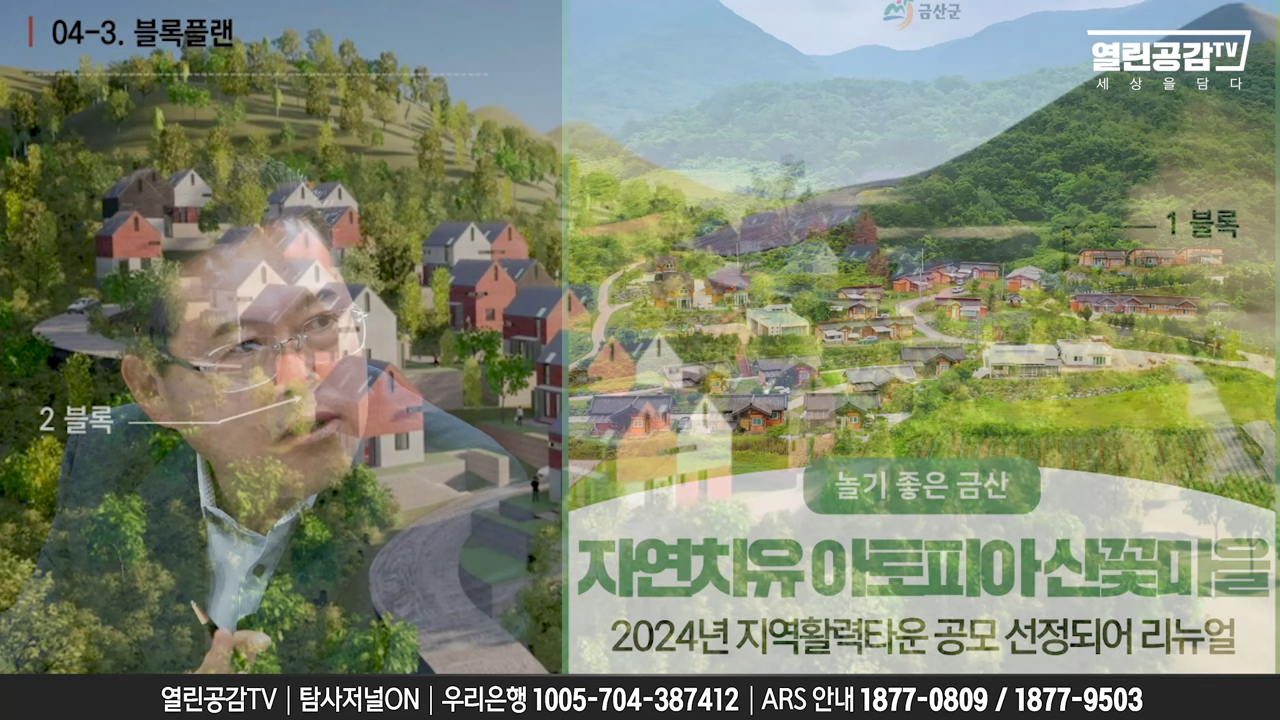 04-3. 블록플랜
금산군
열린공감TV
세상을담다
1 블록
2 블록
놀기 좋은 금산
자연치유 아토피아 산꽃마을
2024년 지역활력타운 공모 선정되어 리뉴얼
열린공감TV | 탐사저널ON | 우리은행 1005-704-387412 | ARS 안내 1877-0809 / 1877-9503